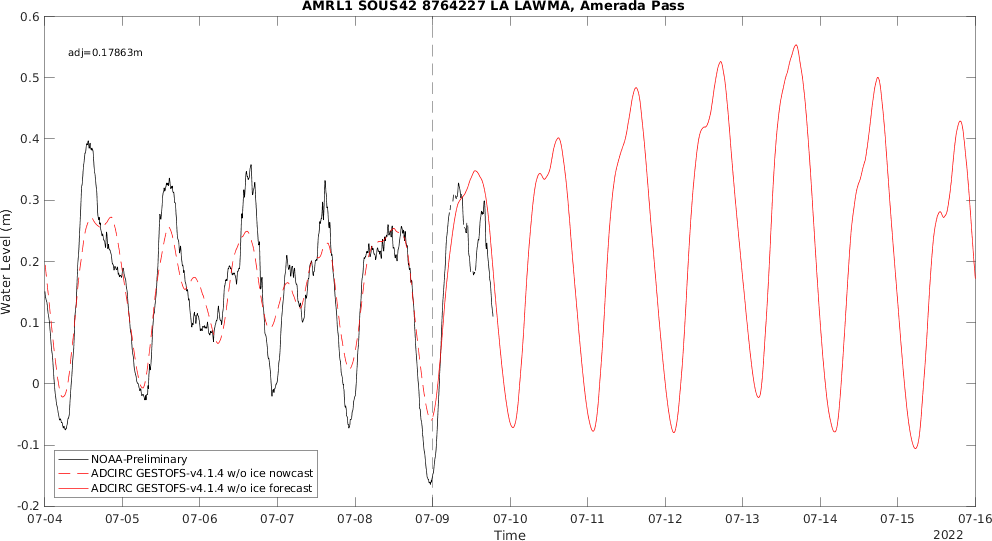 AMRL1 SOUS42 8764227 LA LAWMA, Amerada Pass
adj=0.17863m
0.6
0.5
0.4
0.3
0.2
0.1
0
-0.1
-0.2
Water Level (m)
NOAA-Preliminary
ADCIRC GESTOFS-v4.1.4 w/o ice nowcast
ADCIRC GESTOFS-v4.1.4 w/o ice forecast
07-04 07-05 07-06 07-07 07-08 07-09 07-10 07-11 07-12 07-13 07-14 07-15 07-16
Time
2022